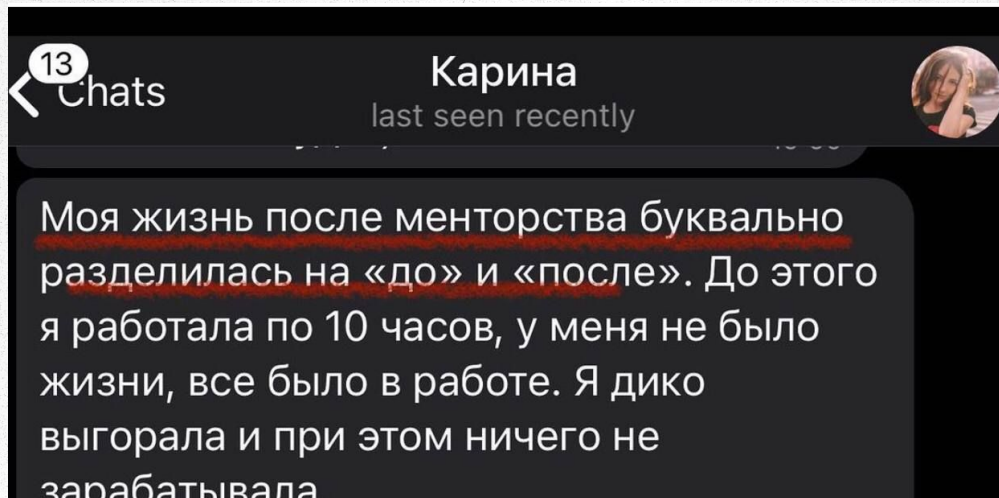 13
Chats
Карина
last seen recently
Моя жизнь после менторства буквально
разделилась на «до» и «после». До этого
я работала по 10 часов, у меня не было
жизни, все было в работе. Я дико
выгорала и при этом ничего не
зарабатывала